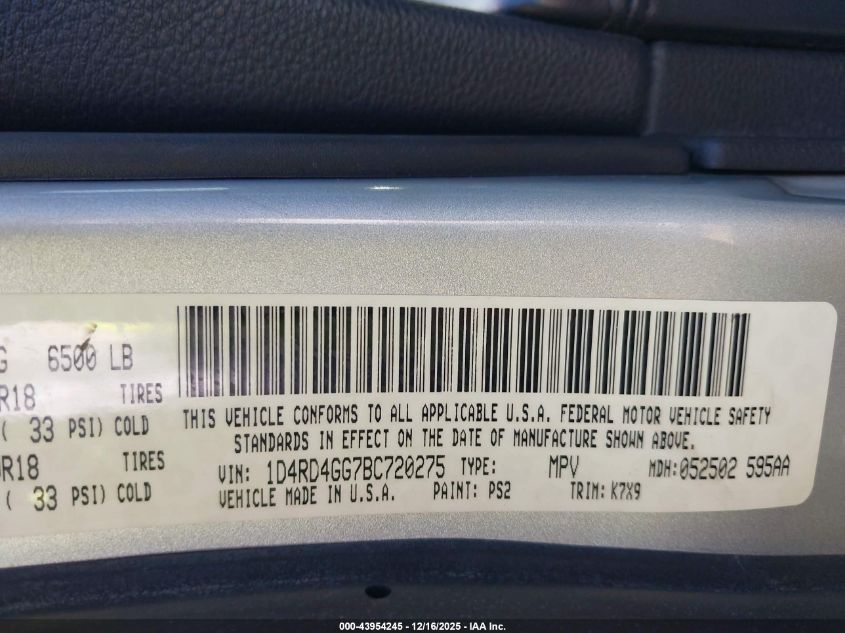 G 6500 LB
R18 TIRES
( 33 PSI) COLD
R18 TIRES
( 33 PSI) COLD
THIS VEHICLE CONFORMS TO ALL APPLICABLE U.S.A. FEDERAL MOTOR VEHICLE SAFETY
STANDARDS IN EFFECT ON THE DATE OF MANUFACTURE SHOWN ABOVE.
VIN: 1D4RD4GG7BC720275 TYPE: MPV MDH:052502 595AA
VEHICLE MADE IN U.S.A. PAINT: PS2 TRIM: K7X9
000-43954245 - 12/16/2025 - IAA Inc.